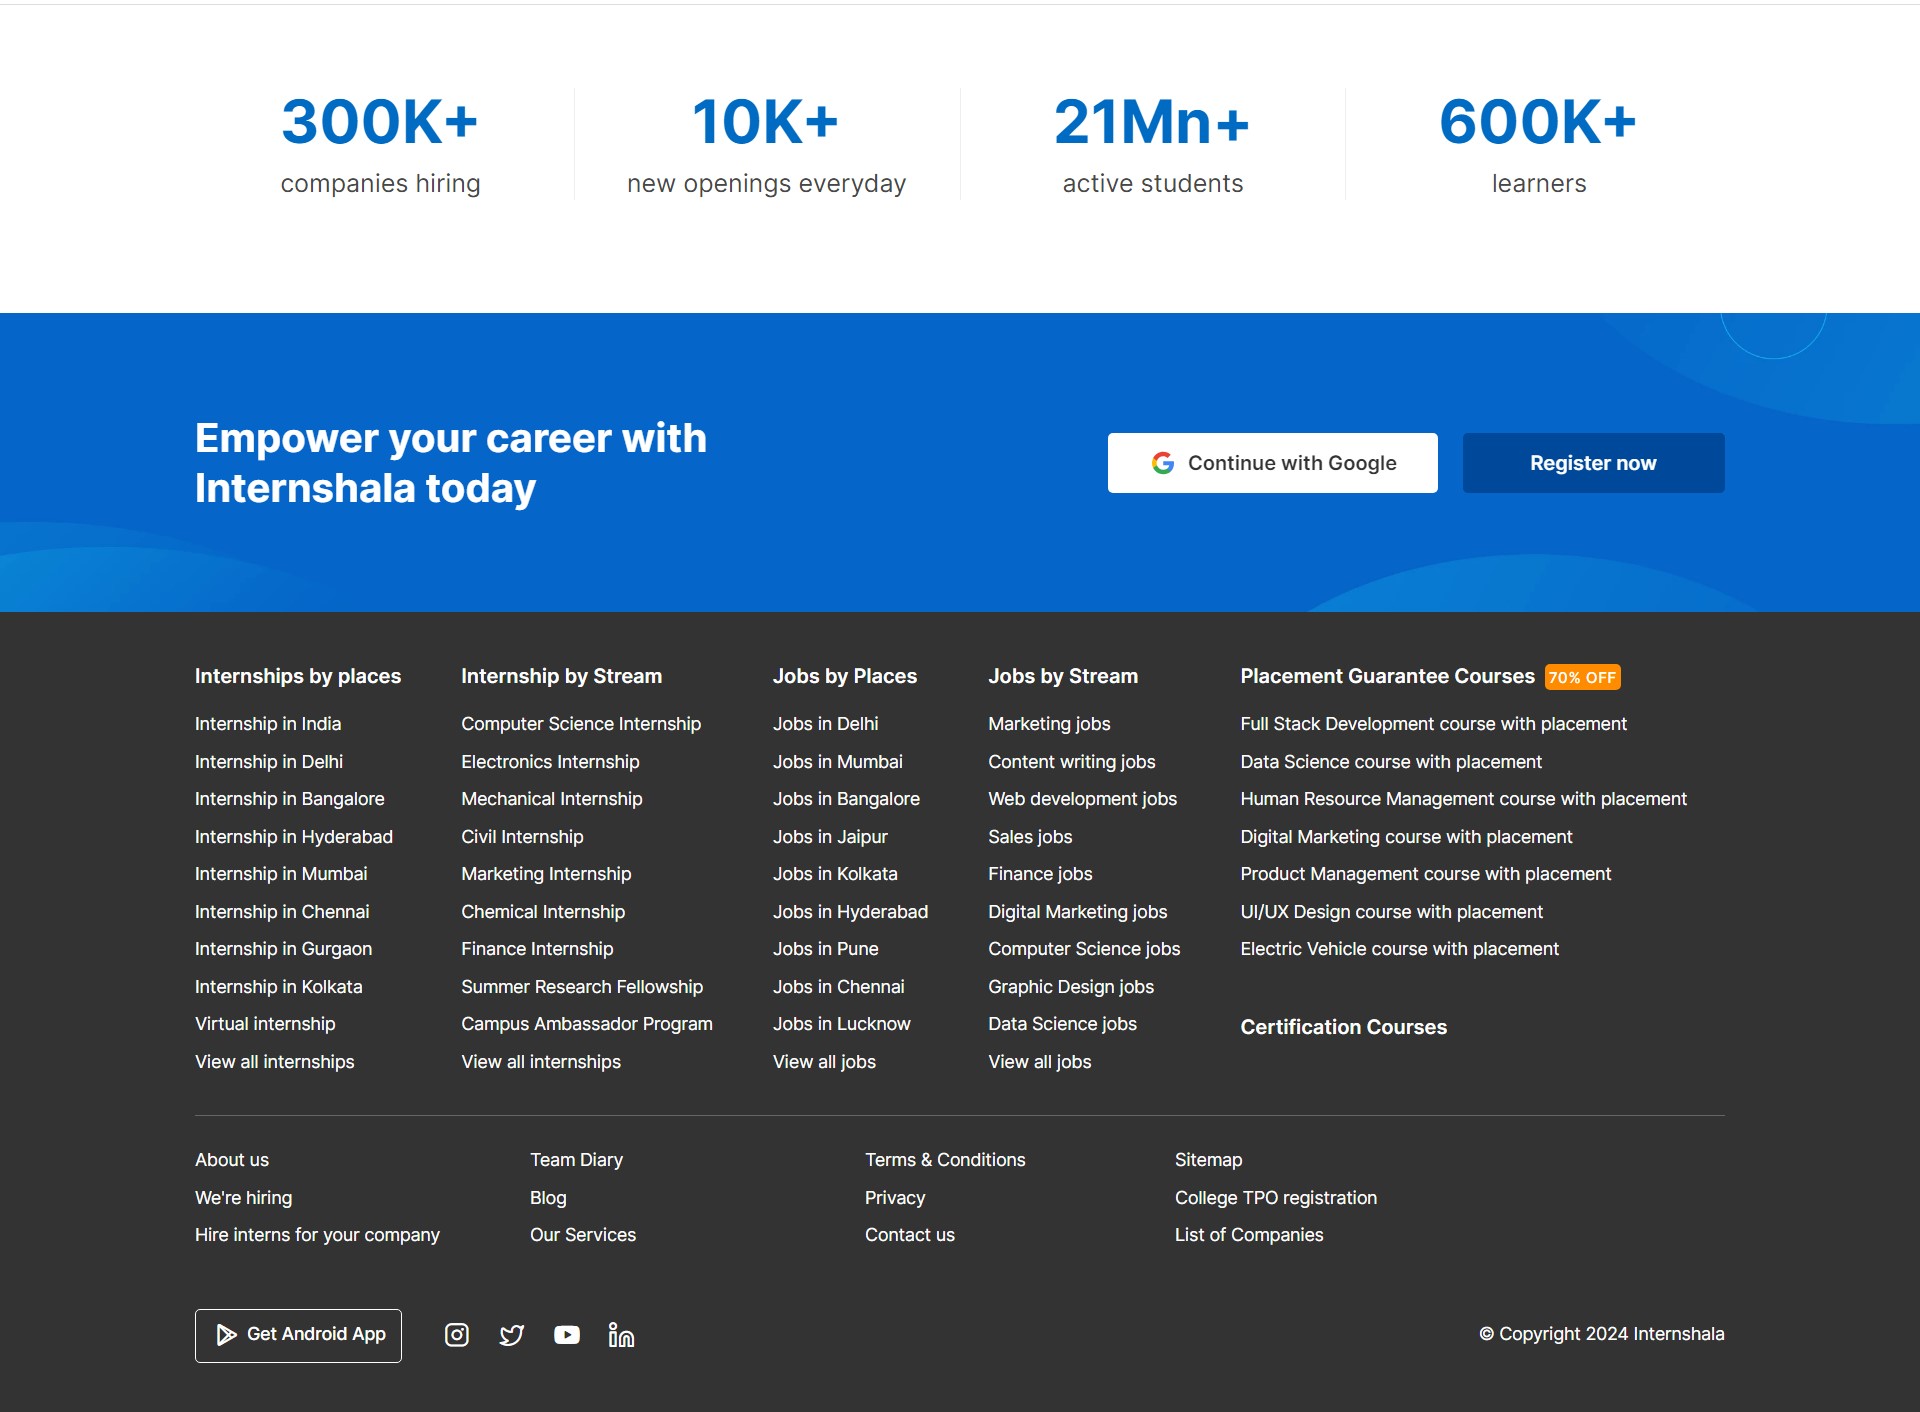 300K+
companies hiring
10K+
new openings everyday
21Mn+
active students
600K+
learners
Empower your career with
Internshala today
Continue with Google
Register now
Internships by places
Internship in India
Internship in Delhi
Internship in Bangalore
Internship in Hyderabad
Internship in Mumbai
Internship in Chennai
Internship in Gurgaon
Internship in Kolkata
Virtual internship
View all internships
Internship by Stream
Computer Science Internship
Electronics Internship
Mechanical Internship
Civil Internship
Marketing Internship
Chemical Internship
Finance Internship
Summer Research Fellowship
Campus Ambassador Program
View all internships
Jobs by Places
Jobs in Delhi
Jobs in Mumbai
Jobs in Bangalore
Jobs in Jaipur
Jobs in Kolkata
Jobs in Hyderabad
Jobs in Pune
Jobs in Chennai
Jobs in Lucknow
View all jobs
Jobs by Stream
Marketing jobs
Content writing jobs
Web development jobs
Sales jobs
Finance jobs
Digital Marketing jobs
Computer Science jobs
Graphic Design jobs
Data Science jobs
View all jobs
Placement Guarantee Courses 70% OFF
Full Stack Development course with placement
Data Science course with placement
Human Resource Management course with placement
Digital Marketing course with placement
Product Management course with placement
UI/UX Design course with placement
Electric Vehicle course with placement
Certification Courses
About us
We're hiring
Hire interns for your company
Team Diary
Blog
Our Services
Terms & Conditions
Privacy
Contact us
Sitemap
College TPO registration
List of Companies
Get Android App
© Copyright 2024 Internshala